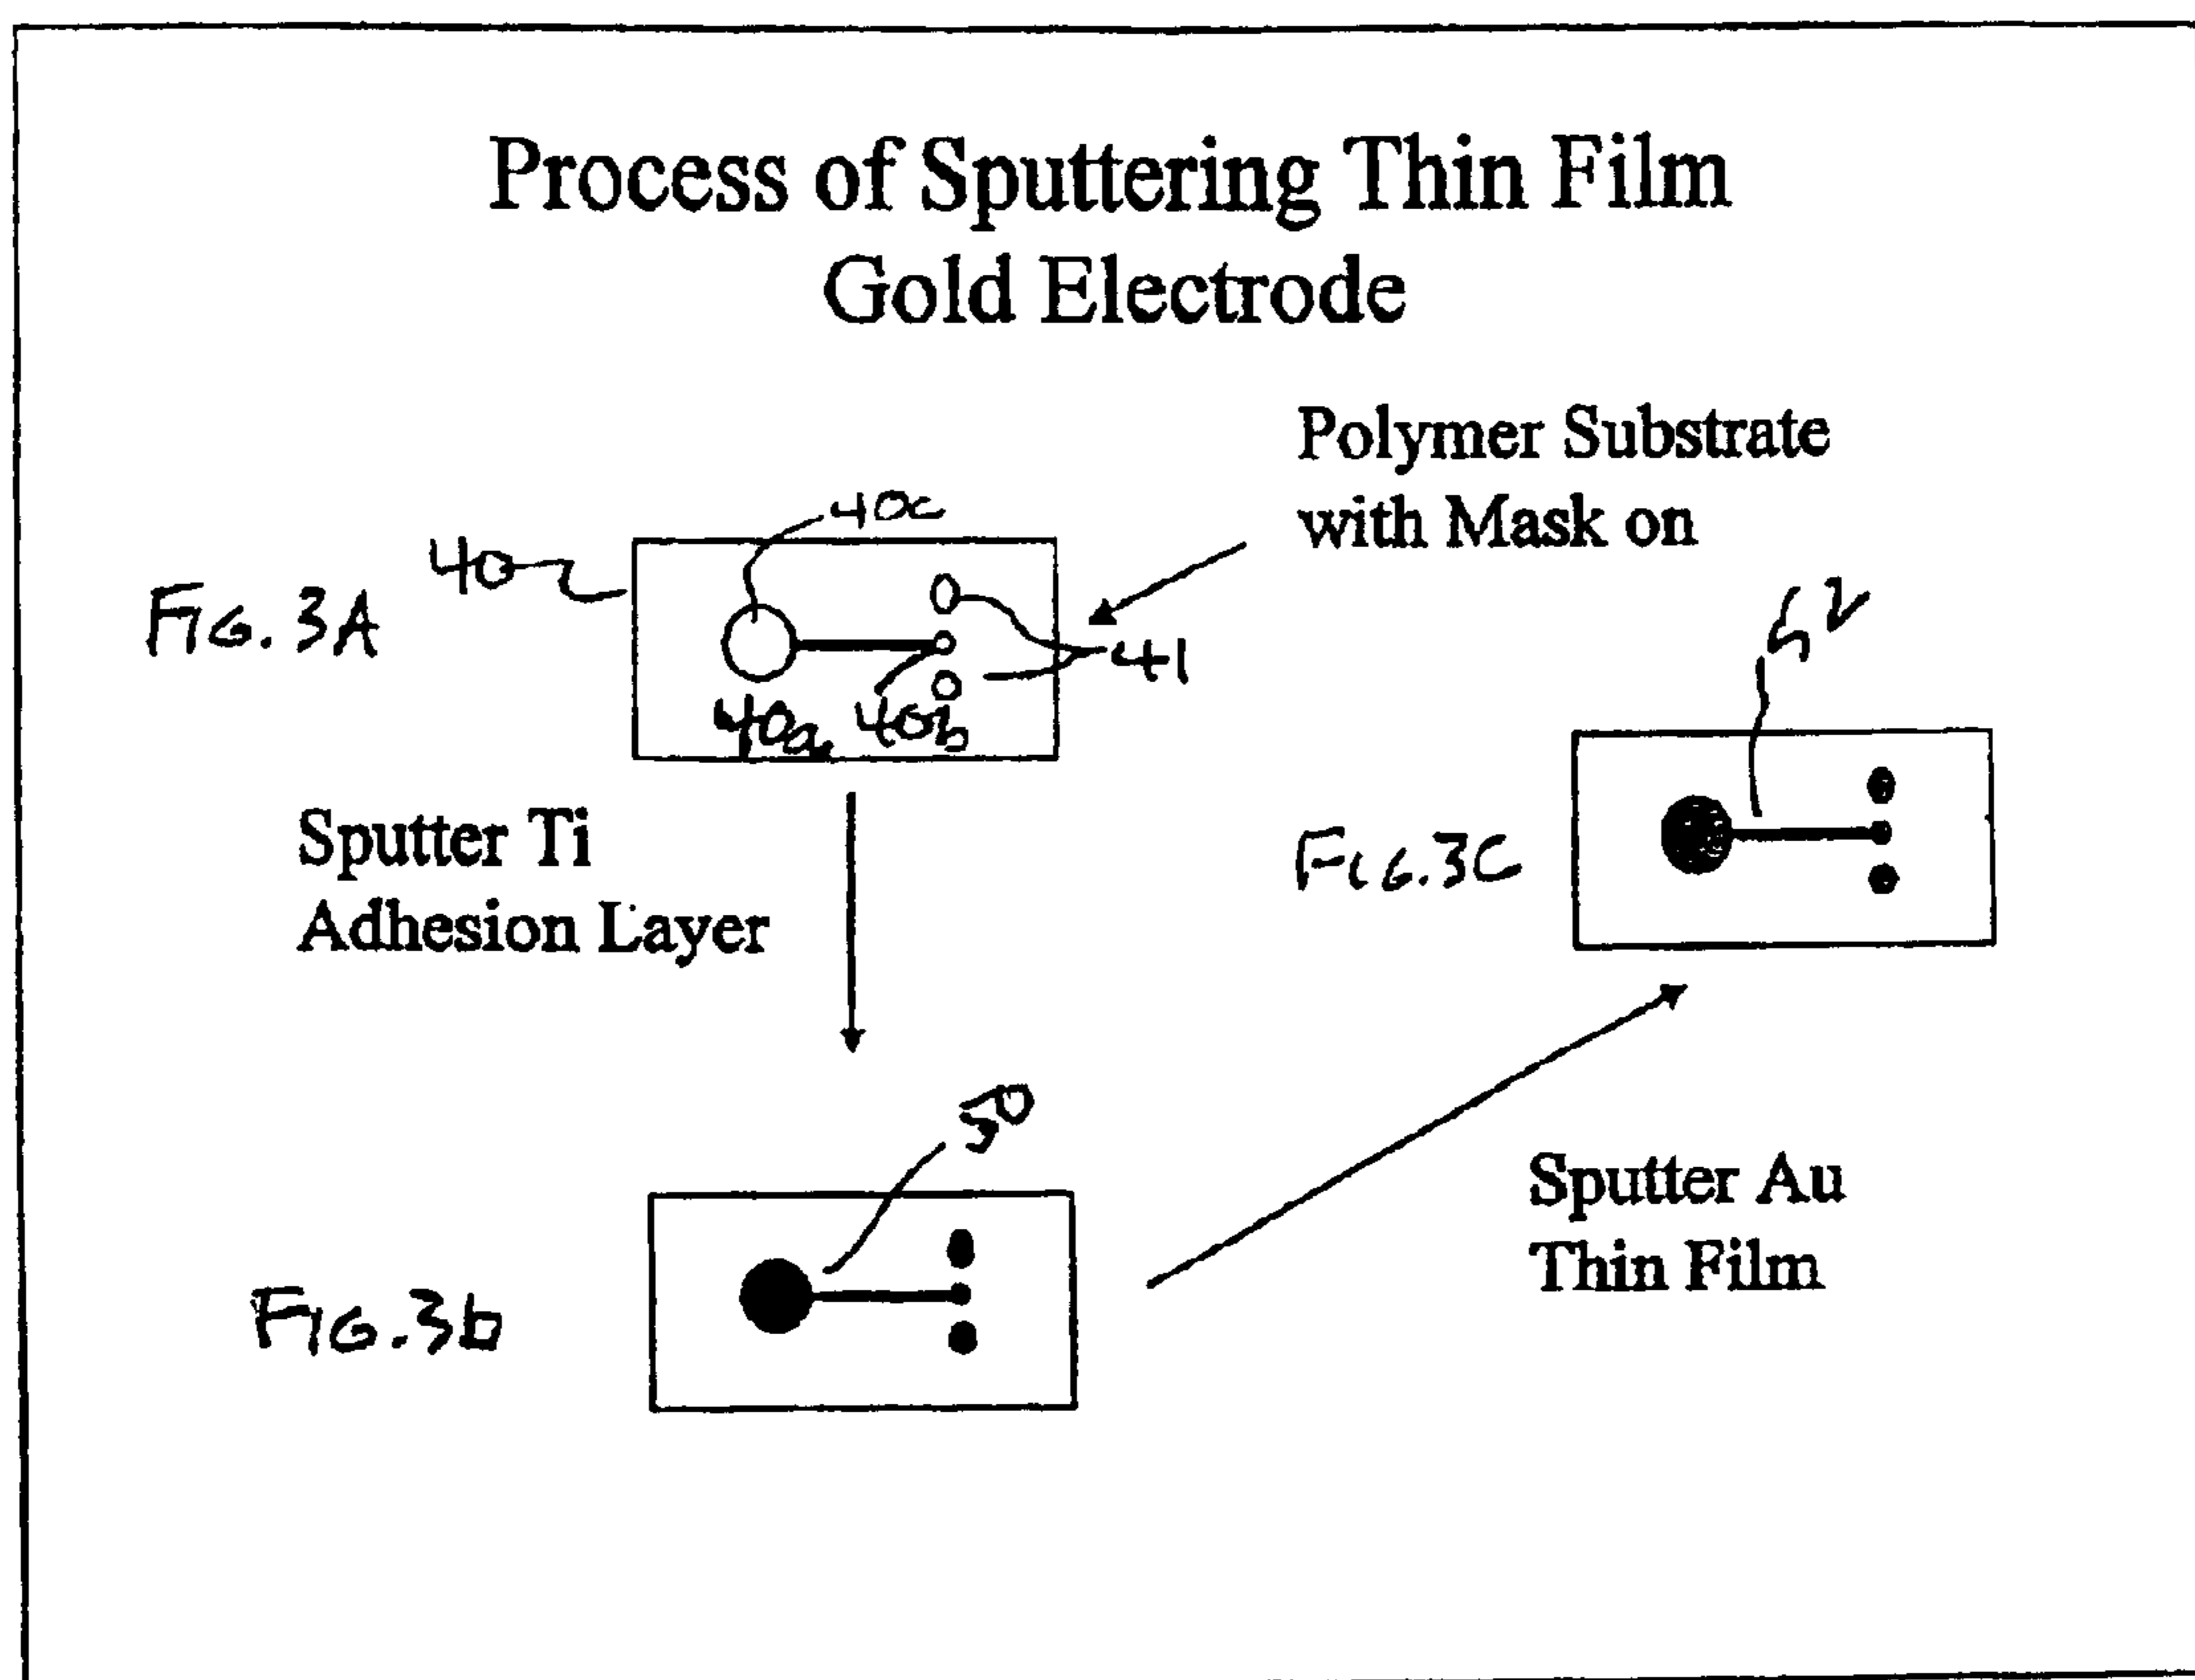 Process of Sputtering Thin Film
Gold Electrode
Polymer Substrate
with Mask on
40c
40
FIG. 3A
41
40a
40b
52
Sputter Ti
Adhesion Layer
FIG. 3C
50
Sputter Au
Thin Film
FIG. 3b